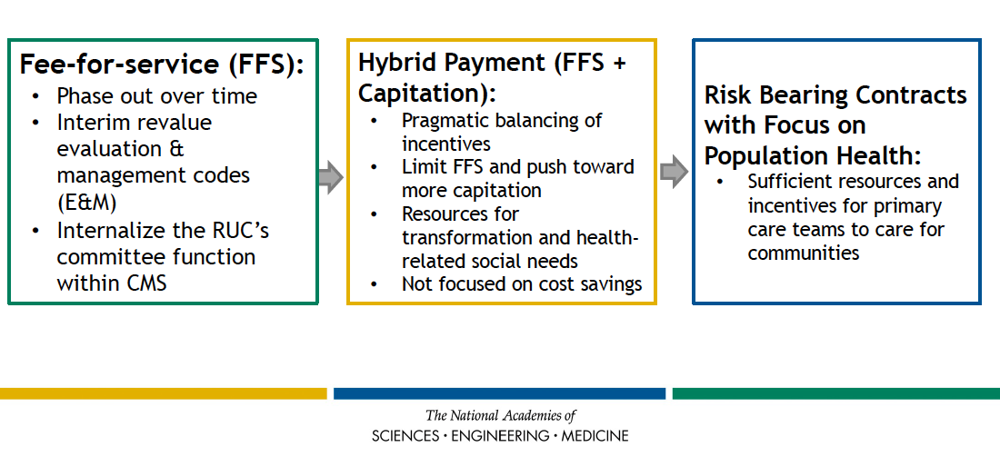 Fee-for-service (FFS):
• Phase out over time
• Interim revalue
evaluation &
management codes
(E&M)
• Internalize the RUC's
committee function
within CMS
Hybrid Payment (FFS +
Capitation):
• Pragmatic balancing of
incentives
• Limit FFS and push toward
more capitation
• Resources for
transformation and health-
related social needs
• Not focused on cost savings
Risk Bearing Contracts
with Focus on
Population Health:
• Sufficient resources and
incentives for primary
care teams to care for
communities
The National Academies of
SCIENCES • ENGINEERING • MEDICINE